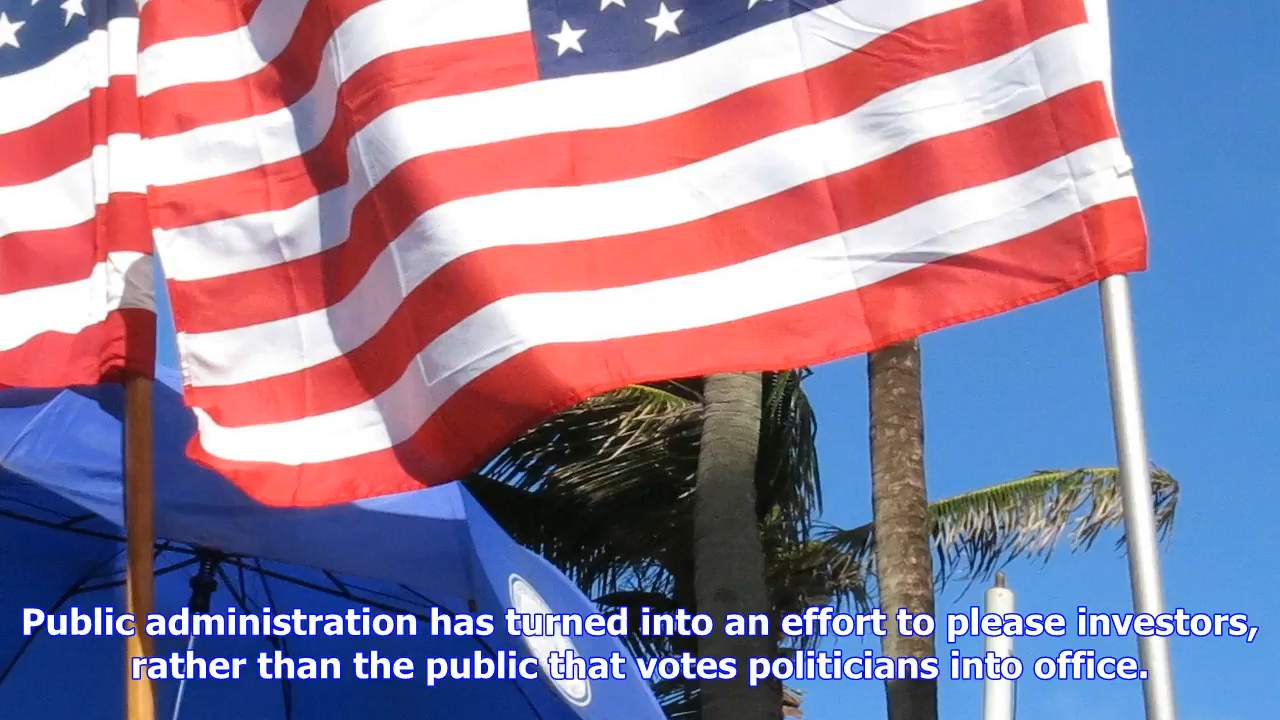 Public administration has turned into an effort to please investors,
rather than the public that votes politicians into office.